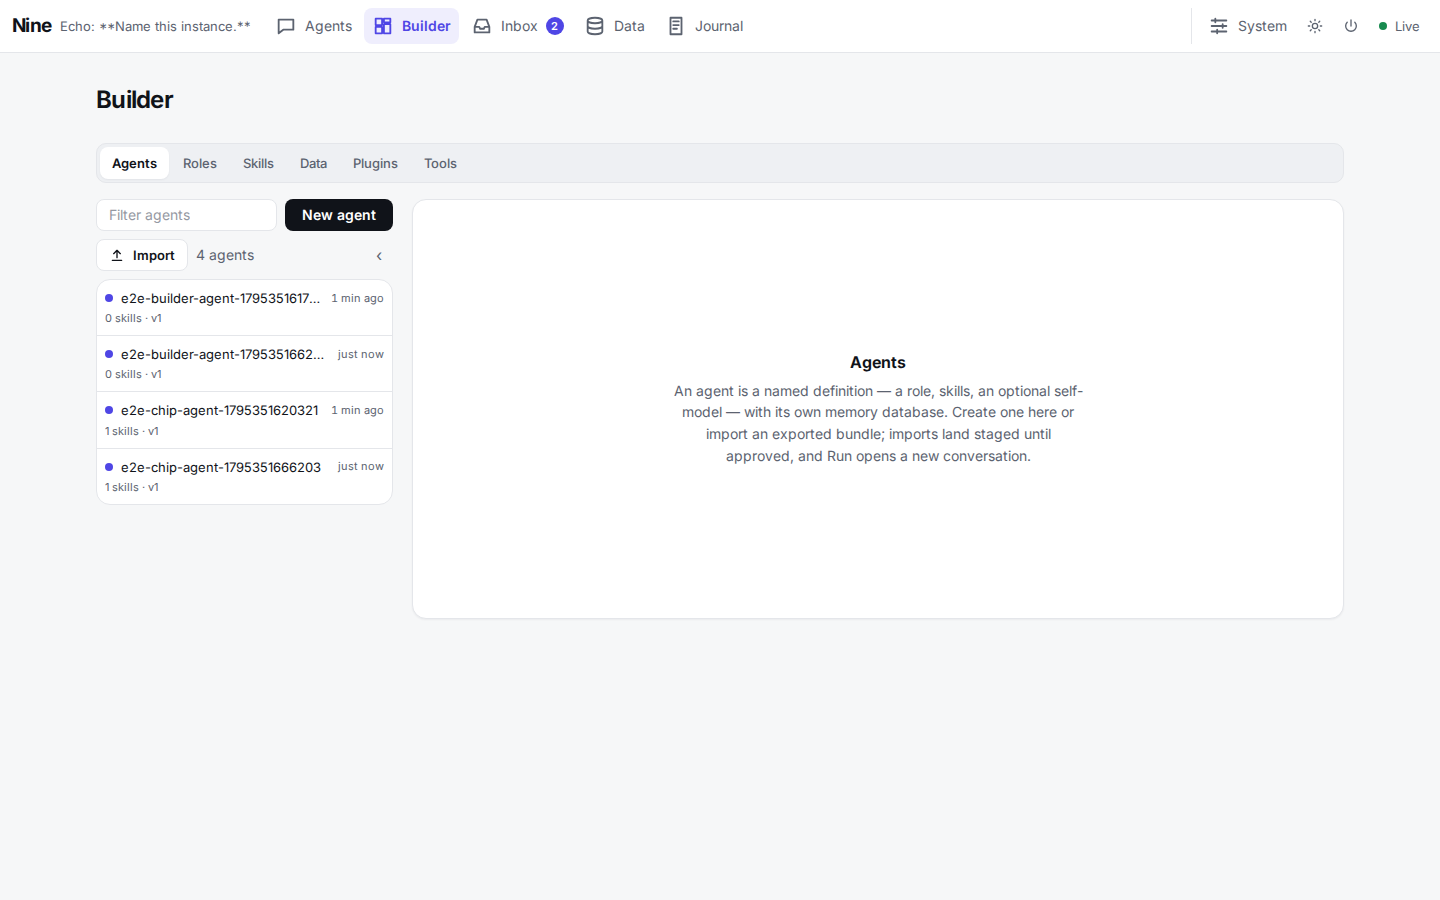 Nine Echo: **Name this instance.** Agents Builder Inbox 2 Data Journal System Live
Builder
Agents Roles Skills Data Plugins Tools
Filter agents New agent
Import 4 agents
e2e-builder-agent-1795351617... 1 min ago
0 skills · v1
e2e-builder-agent-1795351662... just now
0 skills · v1
e2e-chip-agent-1795351620321 1 min ago
1 skills · v1
e2e-chip-agent-1795351666203 just now
1 skills · v1
Agents
An agent is a named definition — a role, skills, an optional self-
model — with its own memory database. Create one here or
import an exported bundle; imports land staged until
approved, and Run opens a new conversation.